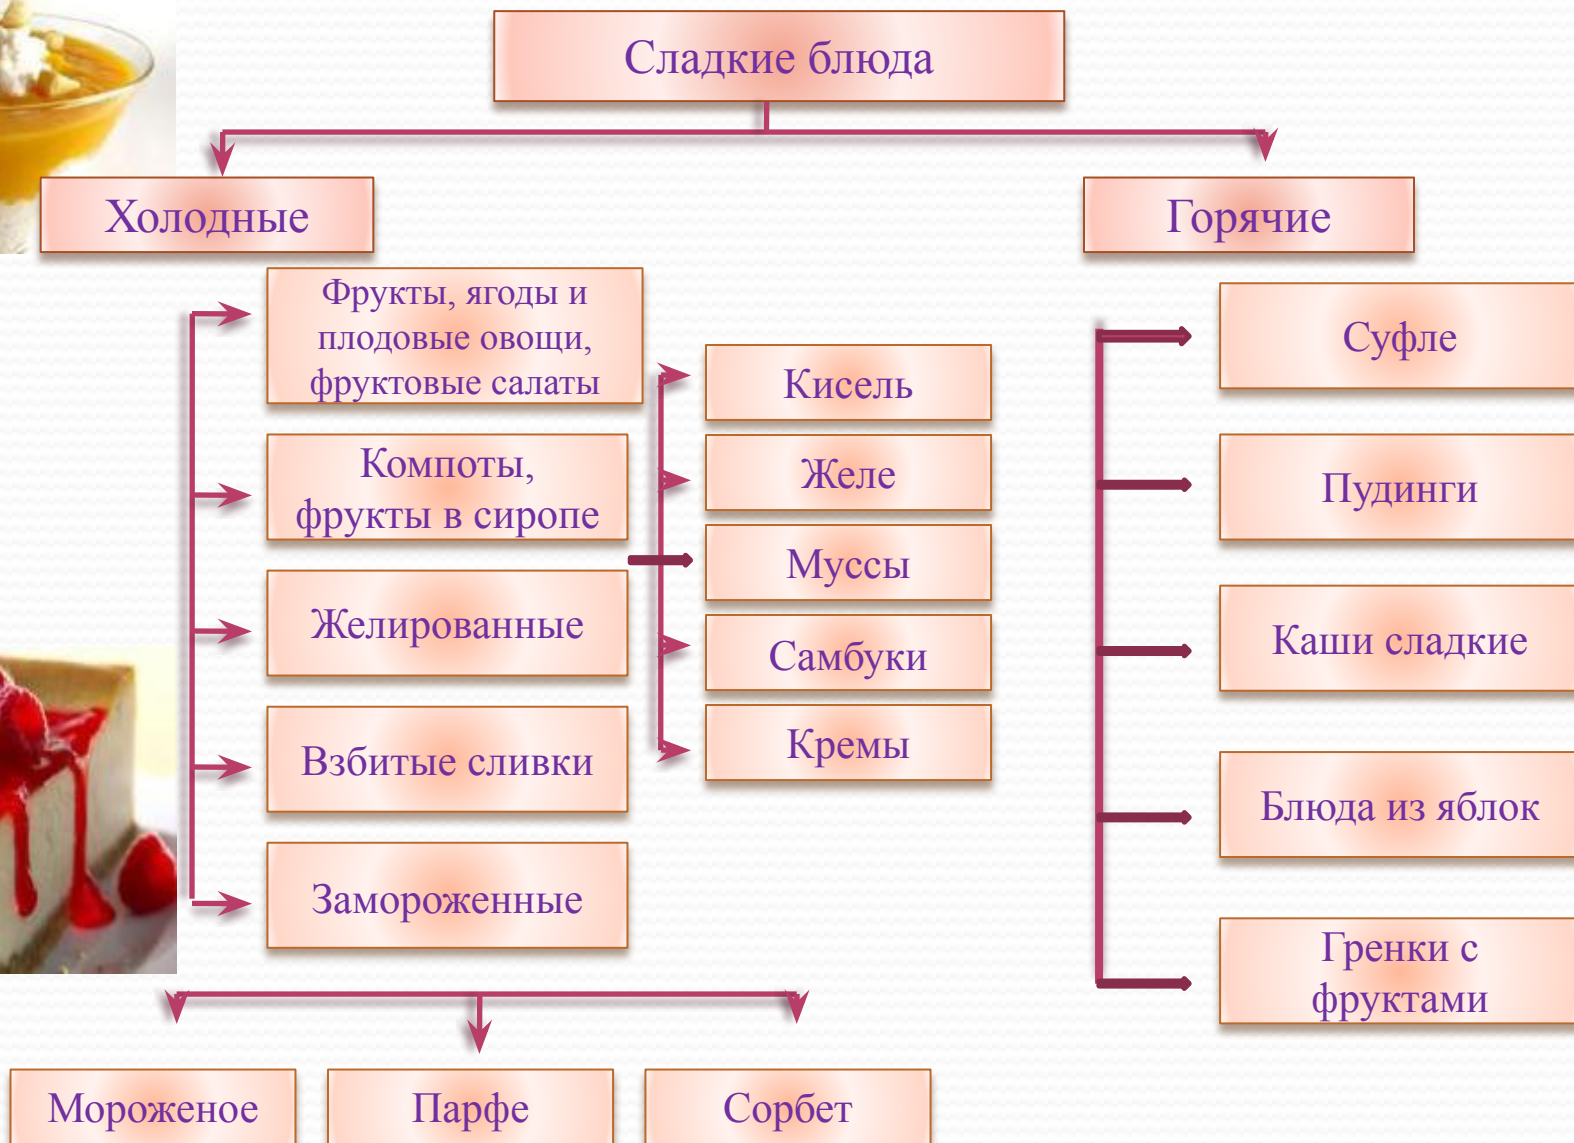 Сладкие блюда
Холодные
Горячие
Фрукты, ягоды и
плодовые овощи,
фруктовые салаты
Компоты,
фрукты в сиропе
Желированные
Взбитые сливки
Замороженные
Кисель
Желе
Муссы
Самбуки
Кремы
Мороженое
Парфе
Сорбет
Суфле
Пудинги
Каши сладкие
Блюда из яблок
Гренки с
фруктами